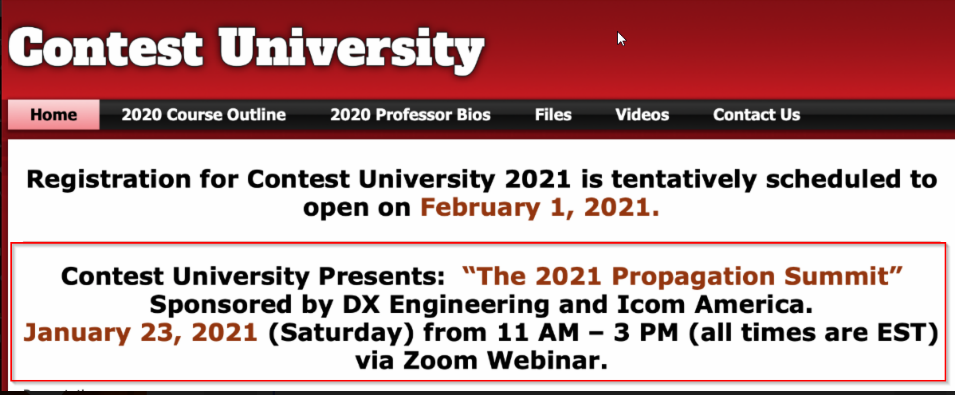 Contest University
Home 2020 Course Outline 2020 Professor Bios Files Videos Contact Us
Registration for Contest University 2021 is tentatively scheduled to
open on February 1, 2021.
Contest University Presents: “The 2021 Propagation Summit”
Sponsored by DX Engineering and Icom America.
January 23, 2021 (Saturday) from 11 AM – 3 PM (all times are EST)
via Zoom Webinar.